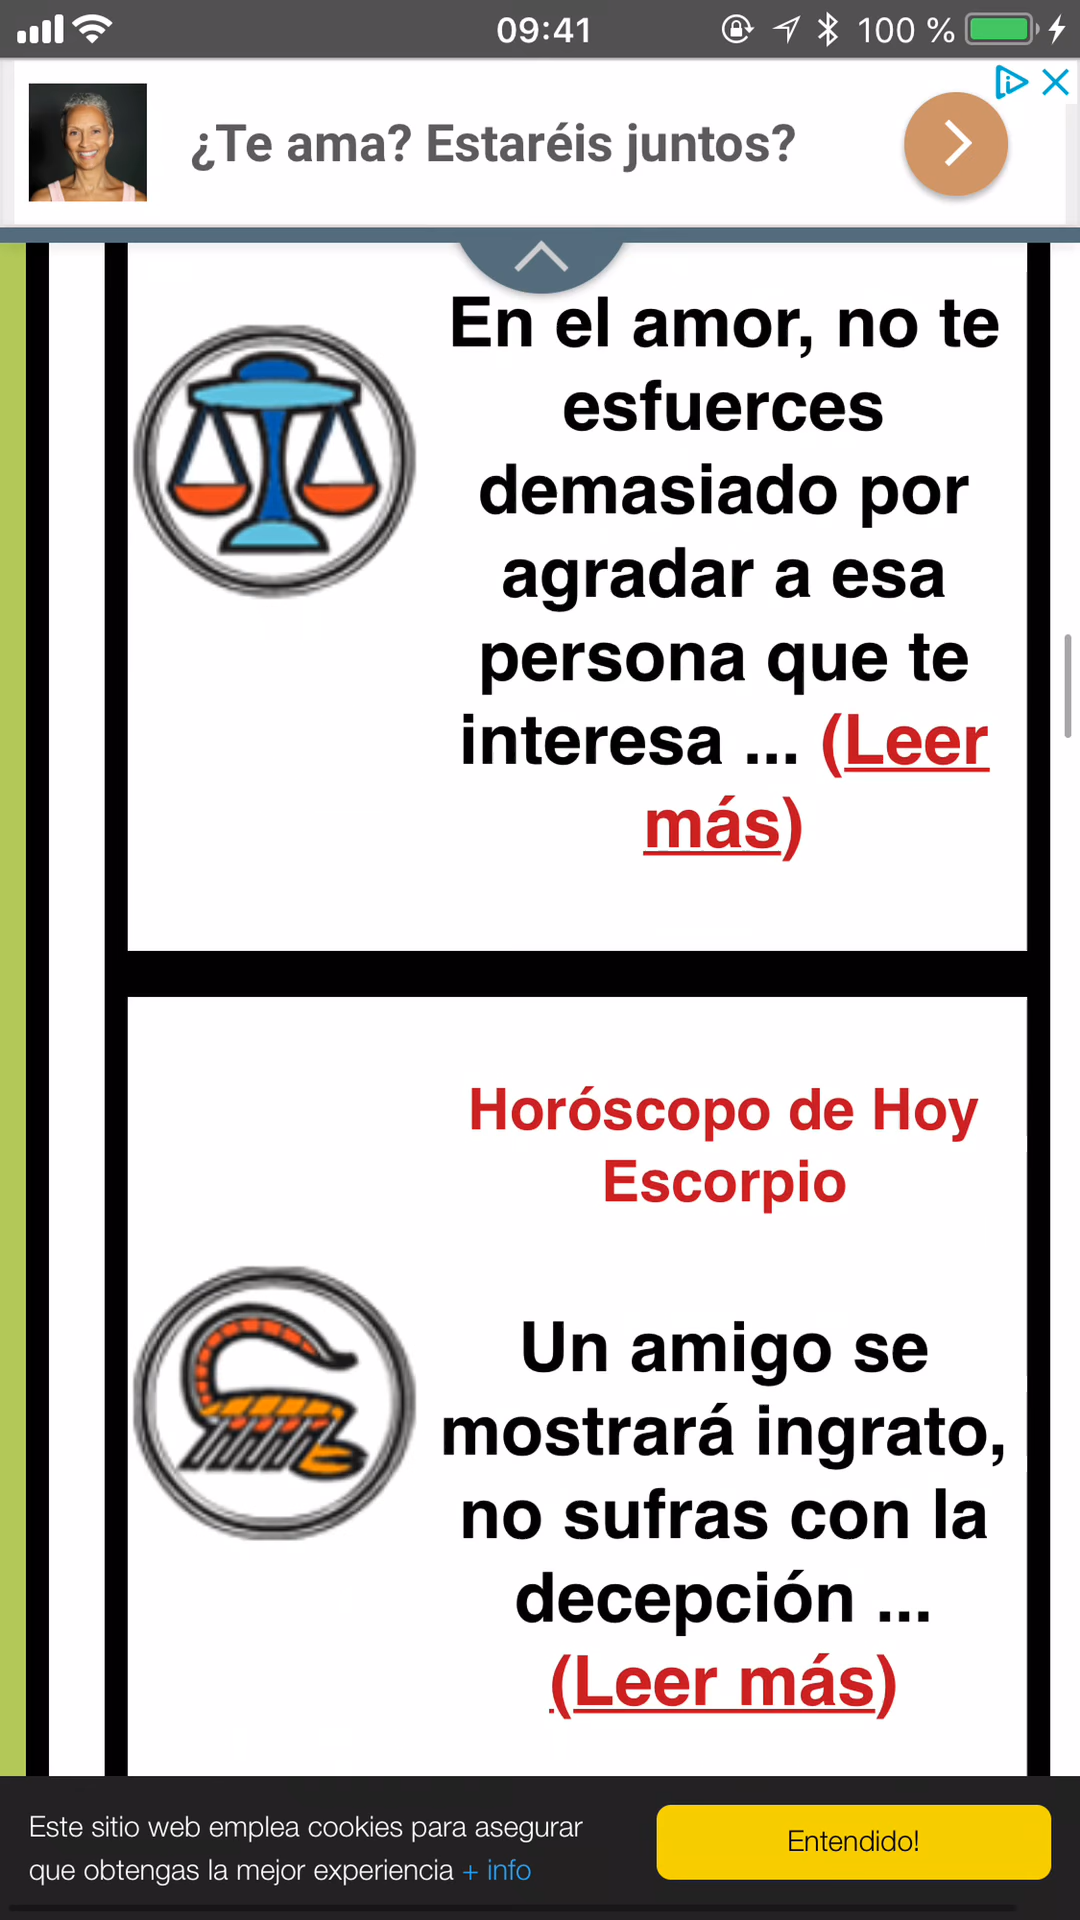 09:41
100 %
¿Te ama? Estaréis juntos?
En el amor, no te
esfuerces
demasiado por
agradar a esa
persona que te
interesa ... (Leer
más)
Horóscopo de Hoy
Escorpio
Un amigo se
mostrará ingrato,
no sufras con la
decepción ...
(Leer más)
Este sitio web emplea cookies para asegurar
que obtengas la mejor experiencia + info
Entendido!